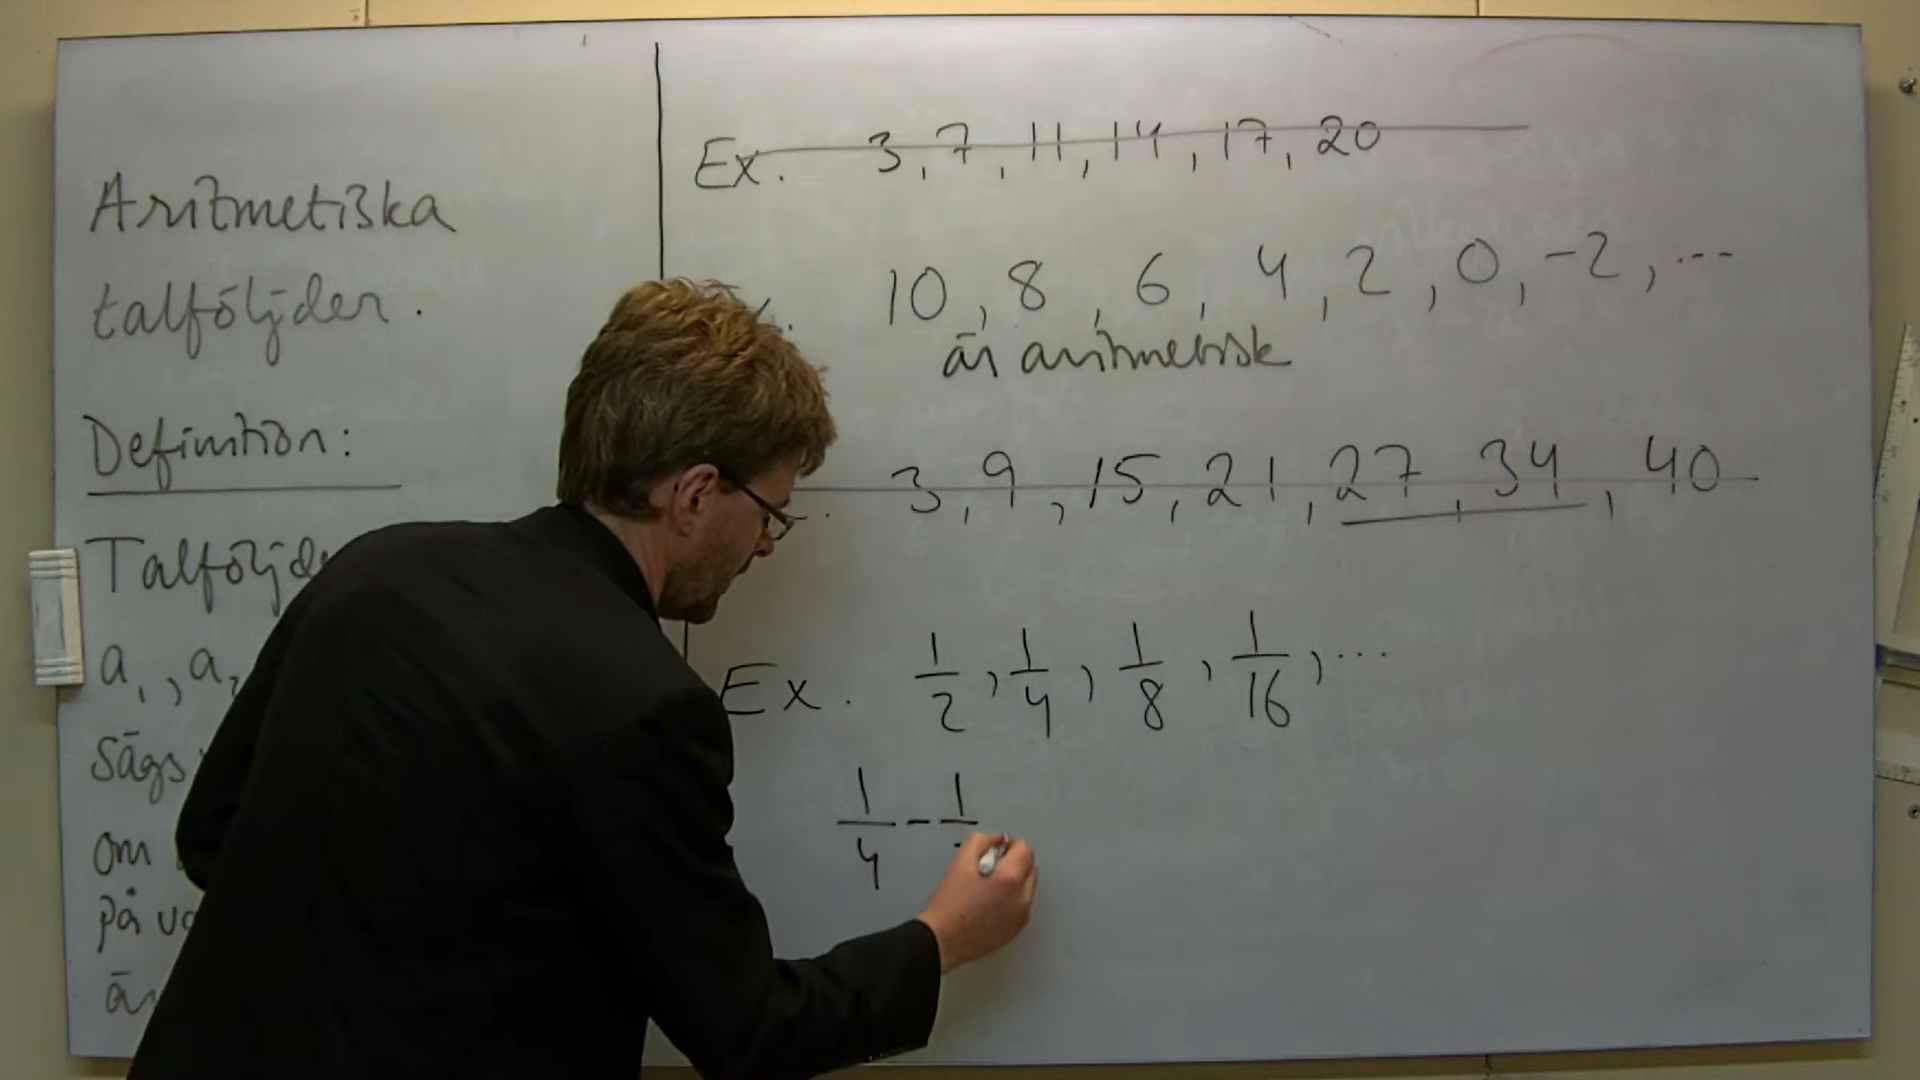 Aritmetiska
talföljder.
Definition:
Talföljde
a₁, a₂
Sägs
om
på va
är
Ex. 3, 7, 11, 14, 17, 20
10, 8, 6, 4, 2, 0, -2, ...
är aritmetisk
3, 9, 15, 21, 27, 34, 40
Ex. 1/2, 1/4, 1/8, 1/16, ...
1/4 - 1/